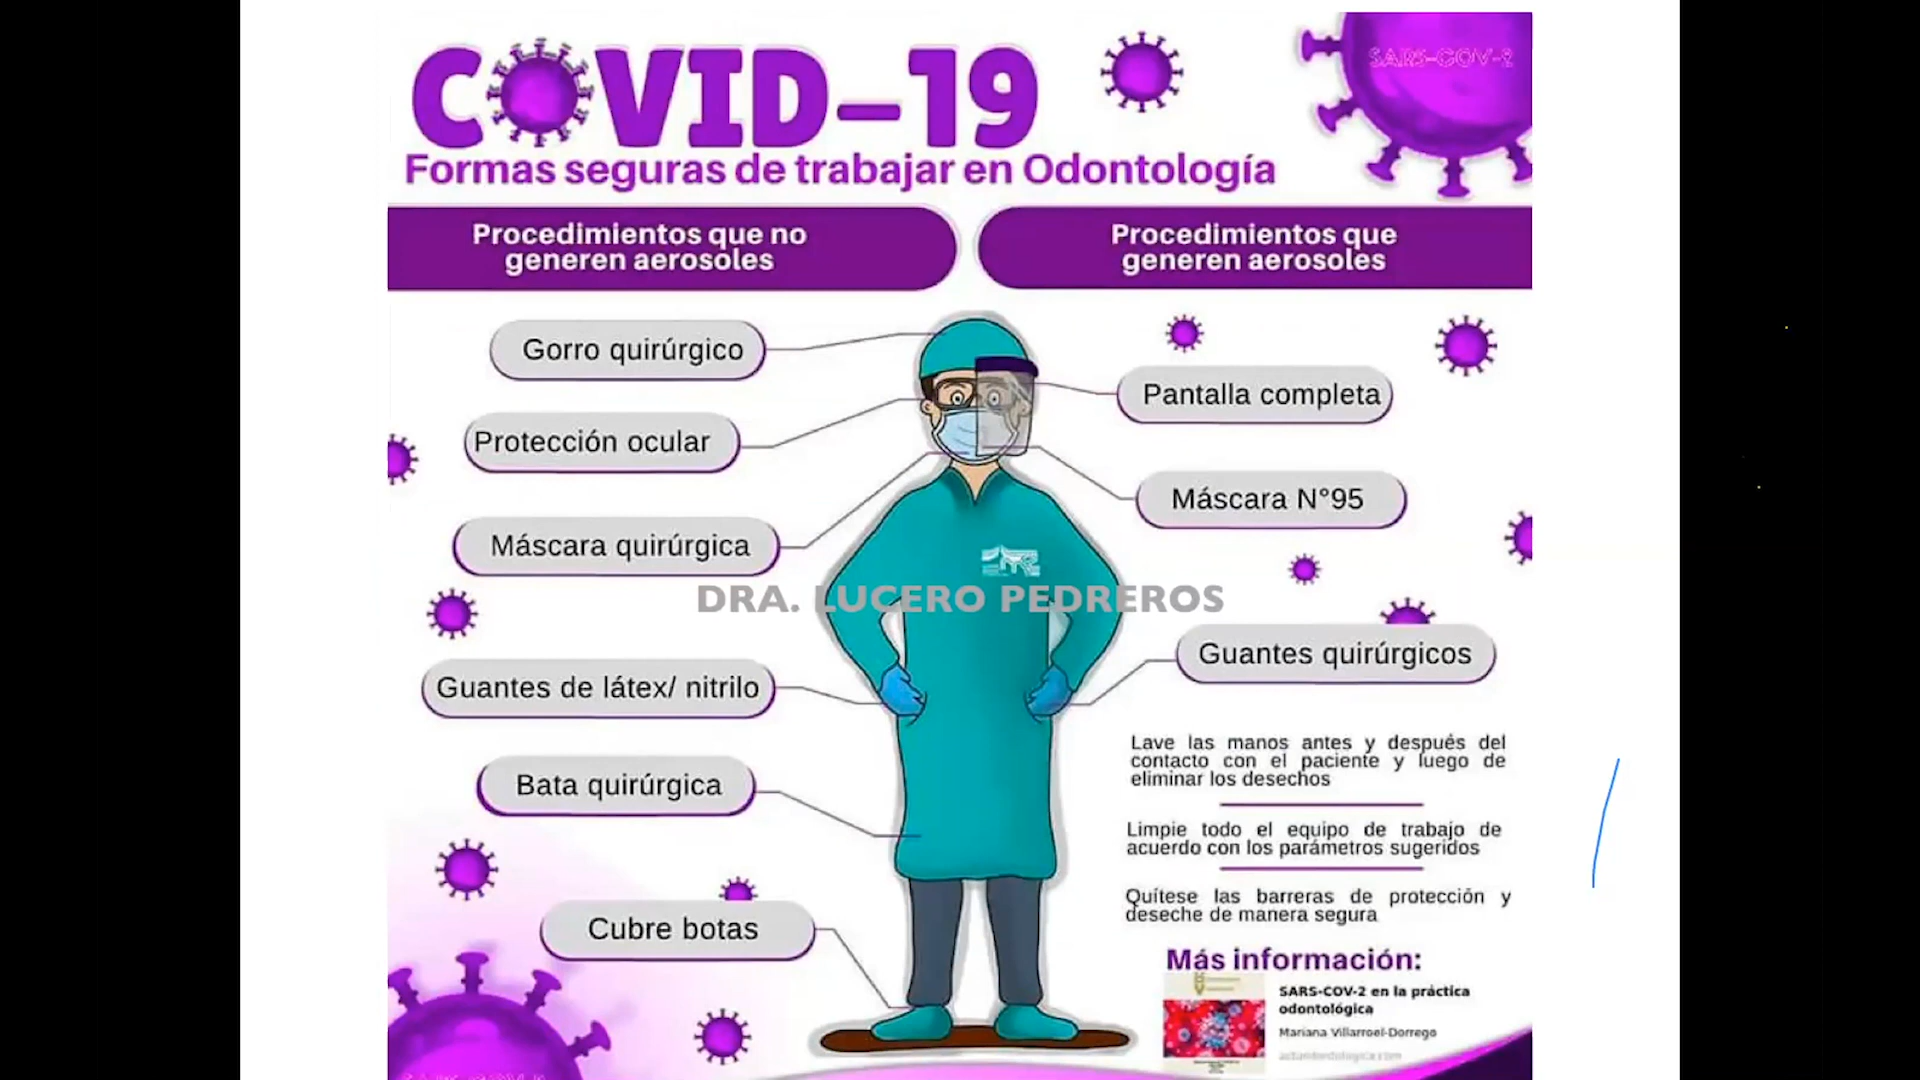 COVID-19
SARS-COV-2
Formas seguras de trabajar en Odontología
Procedimientos que no
generen aerosoles
Procedimientos que
generen aerosoles
Gorro quirúrgico
Protección ocular
Máscara quirúrgica
Guantes de látex/ nitrilo
Bata quirúrgica
Cubre botas
Pantalla completa
Máscara N°95
DRA. LUCERO PEDREROS
Guantes quirúrgicos
Lave las manos antes y después del
contacto con el paciente y luego de
eliminar los desechos
Limpie todo el equipo de trabajo de
acuerdo con los parámetros sugeridos
Quítese las barreras de protección y
deseche de manera segura
Más información:
SARS-COV-2 en la práctica
odontológica
Mariana Villarroel-Dorrego